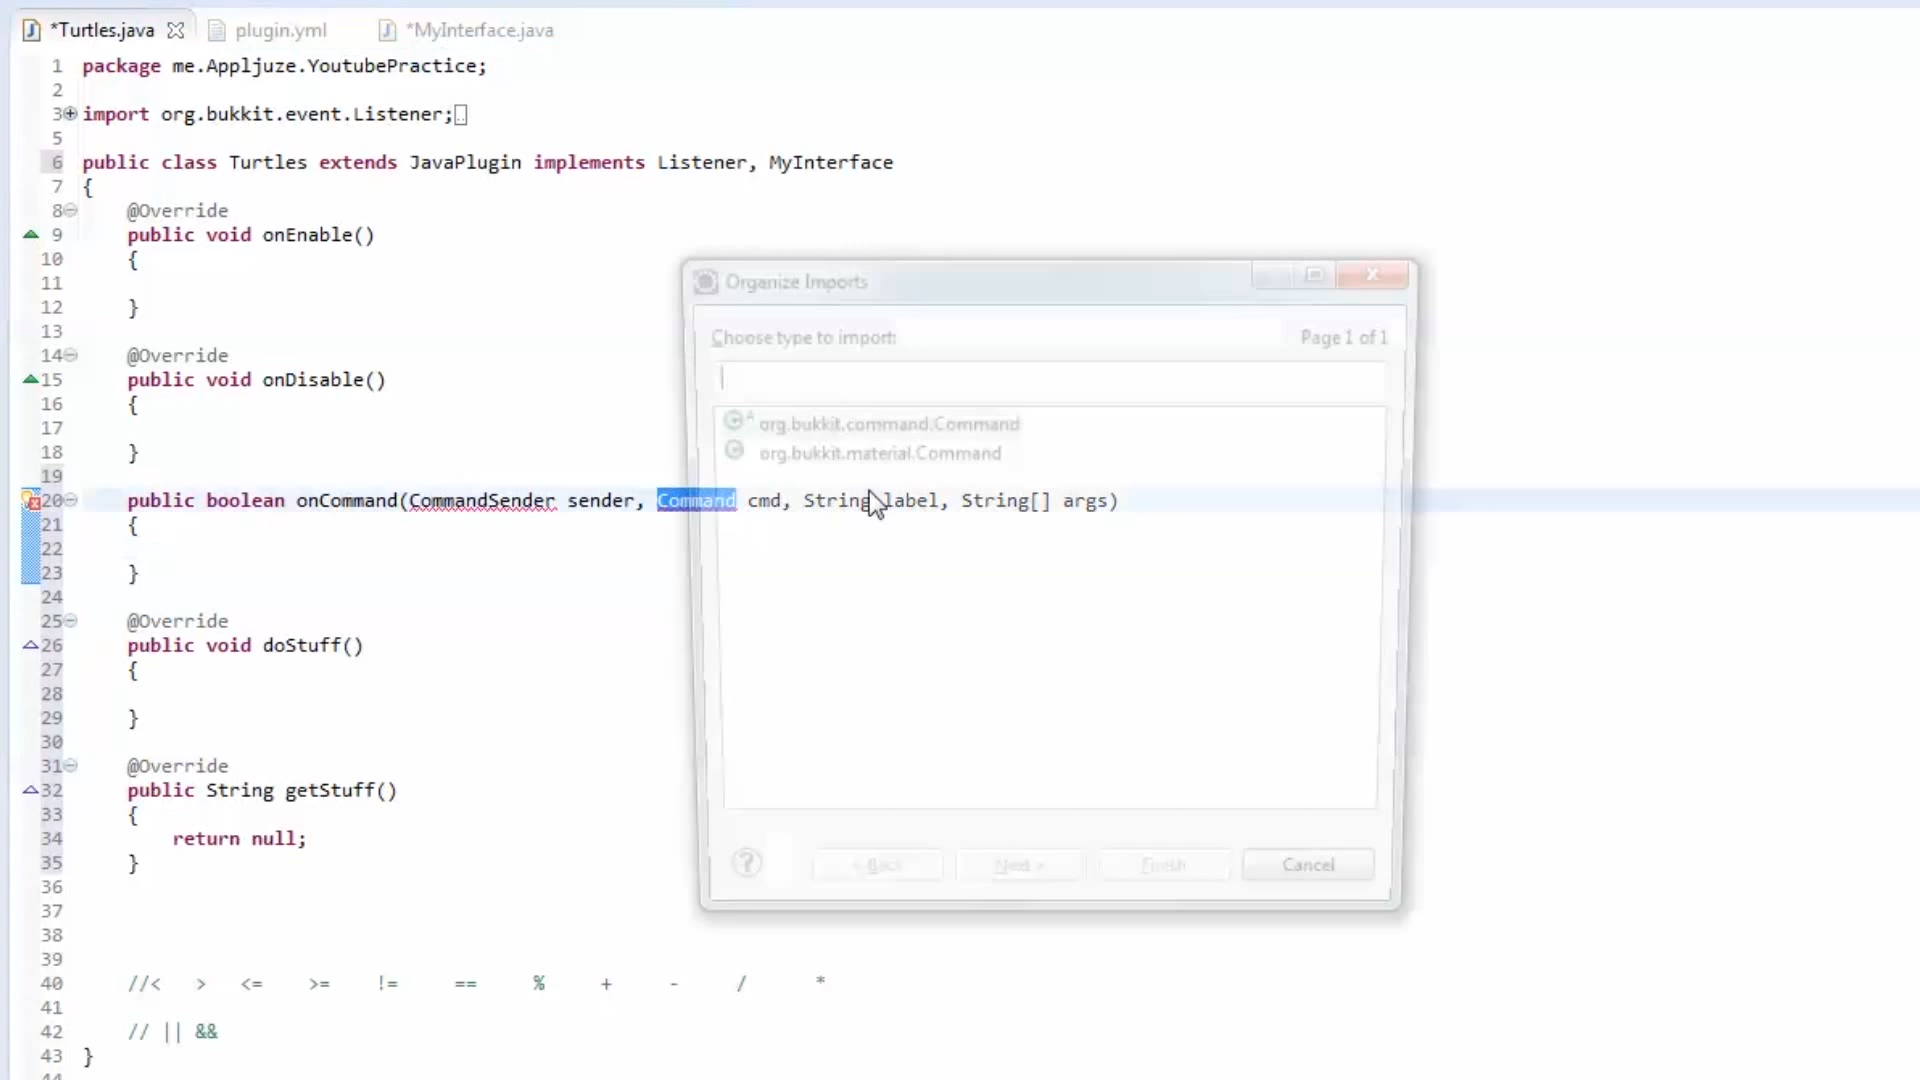 *Turtles.java plugin.yml *MyInterface.java
1 package me.Appljuze.YoutubePractice;
2
3 import org.bukkit.event.Listener;
5
6 public class Turtles extends JavaPlugin implements Listener, MyInterface
7 {
8 @Override
9 public void onEnable()
10 {
11
12 }
13
14 @Override
15 public void onDisable()
16 {
17
18 }
19
20 public boolean onCommand(CommandSender sender, Command cmd, String label, String[] args)
21 {
22
23 }
24
25 @Override
26 public void doStuff()
27 {
28
29 }
30
31 @Override
32 public String getStuff()
33 {
34 return null;
35 }
36
37
38
39
40 //< > <= >= != == % + - / *
41
42 // || &&
43 }
44
Organize Imports
Choose type to import: Page 1 of 1
org.bukkit.command.Command
org.bukkit.material.Command
? < Back Next > Finish Cancel